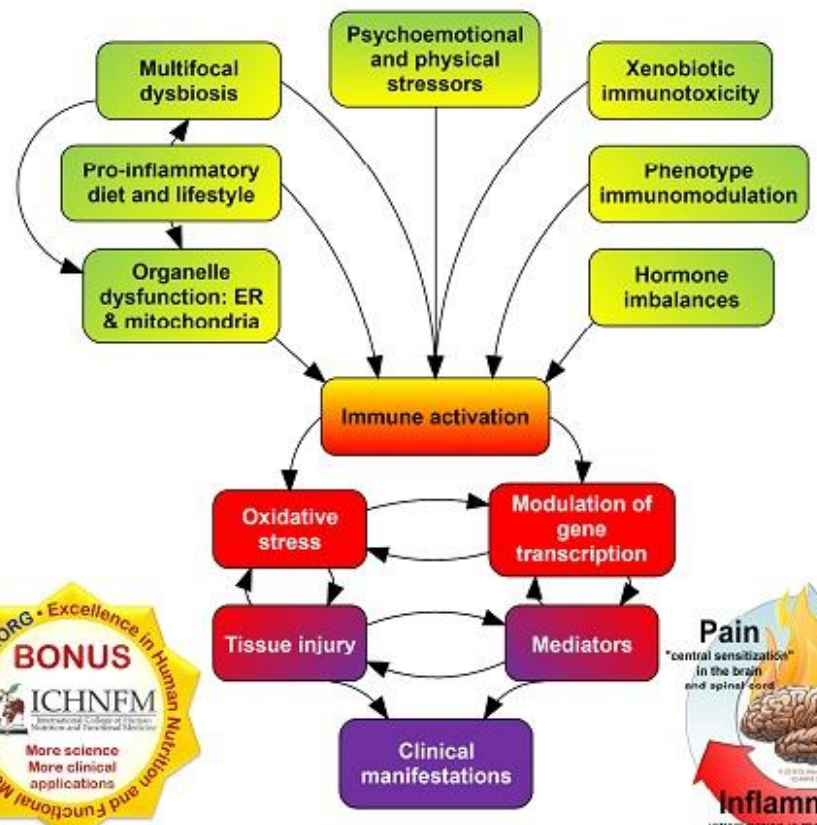 Psychoemotional
and physical
stressors
Multifocal
dysbiosis
Xenobiotic
immunotoxicity
Pro-inflammatory
diet and lifestyle
Phenotype
immunomodulation
Organelle
dysfunction: ER
& mitochondria
Hormone
imbalances
Immune activation
Oxidative
stress
Modulation of
gene
transcription
Tissue injury
Mediators
Clinical
manifestations
ORG • Excellence in Human Nutrition and Functional
BONUS
ICHNFM
International College of Human
Nutrition and Functional Medicine
More science
More clinical
applications
Pain
"central sensitization"
in the brain
and spinal cord